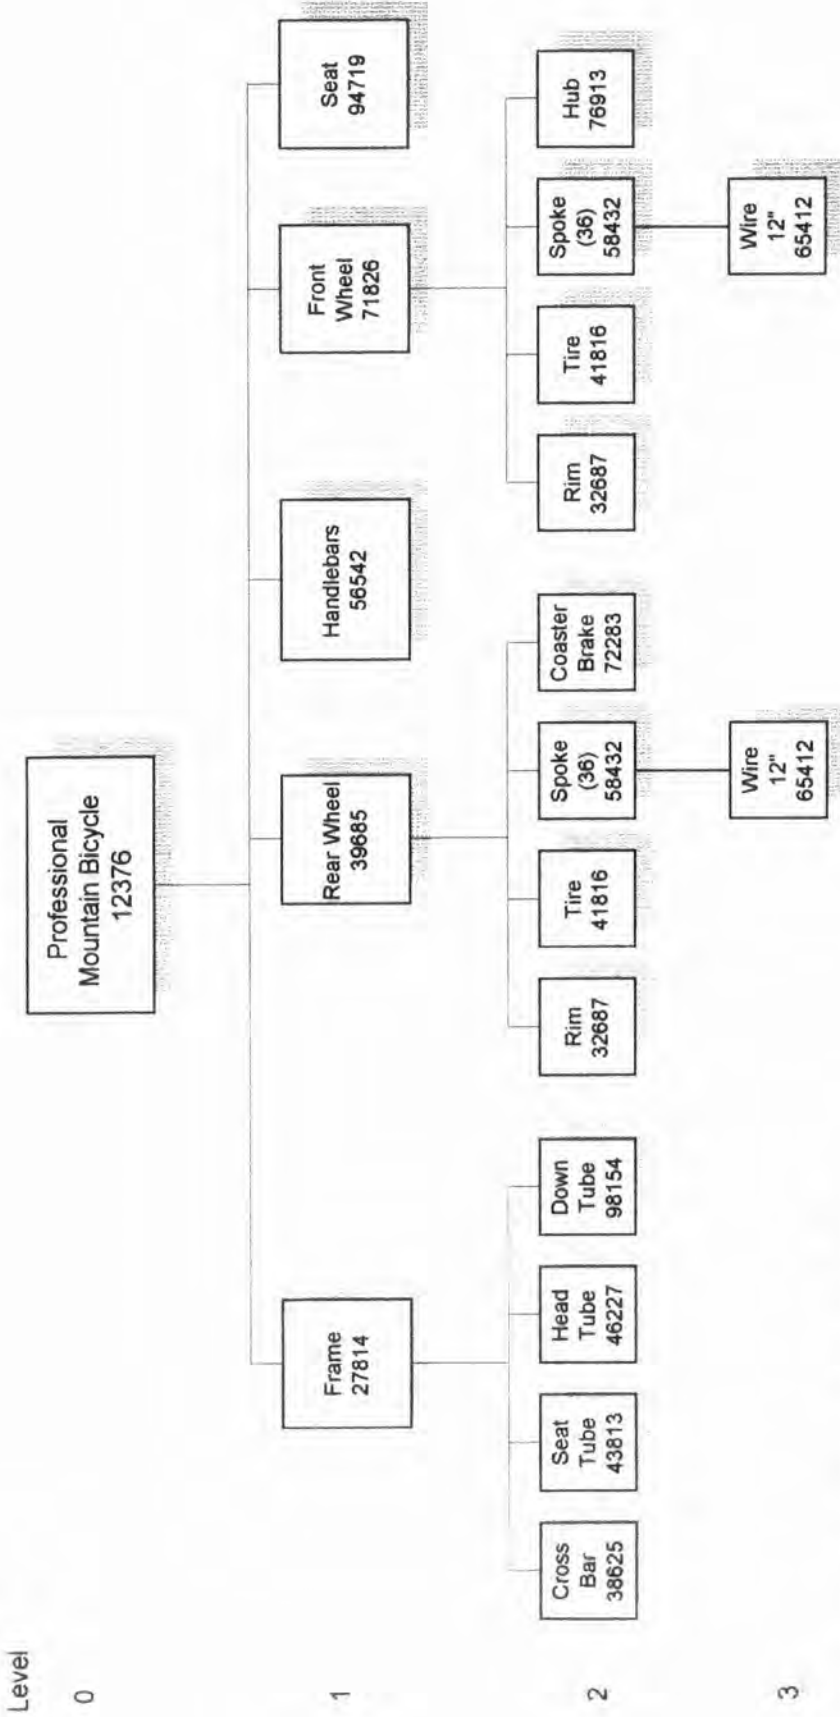 Level
0
Professional
Mountain Bicycle
12376
1
Frame
27814
Rear Wheel
39685
Handlebars
56542
Front
Wheel
71826
Seat
94719
2
Cross
Bar
38625
Seat
Tube
43813
Head
Tube
46227
Down
Tube
98154
Rim
32687
Tire
41816
Spoke
(36)
58432
Coaster
Brake
72283
Rim
32687
Tire
41816
Spoke
(36)
58432
Hub
76913
3
Wire
12"
65412
Wire
12"
65412